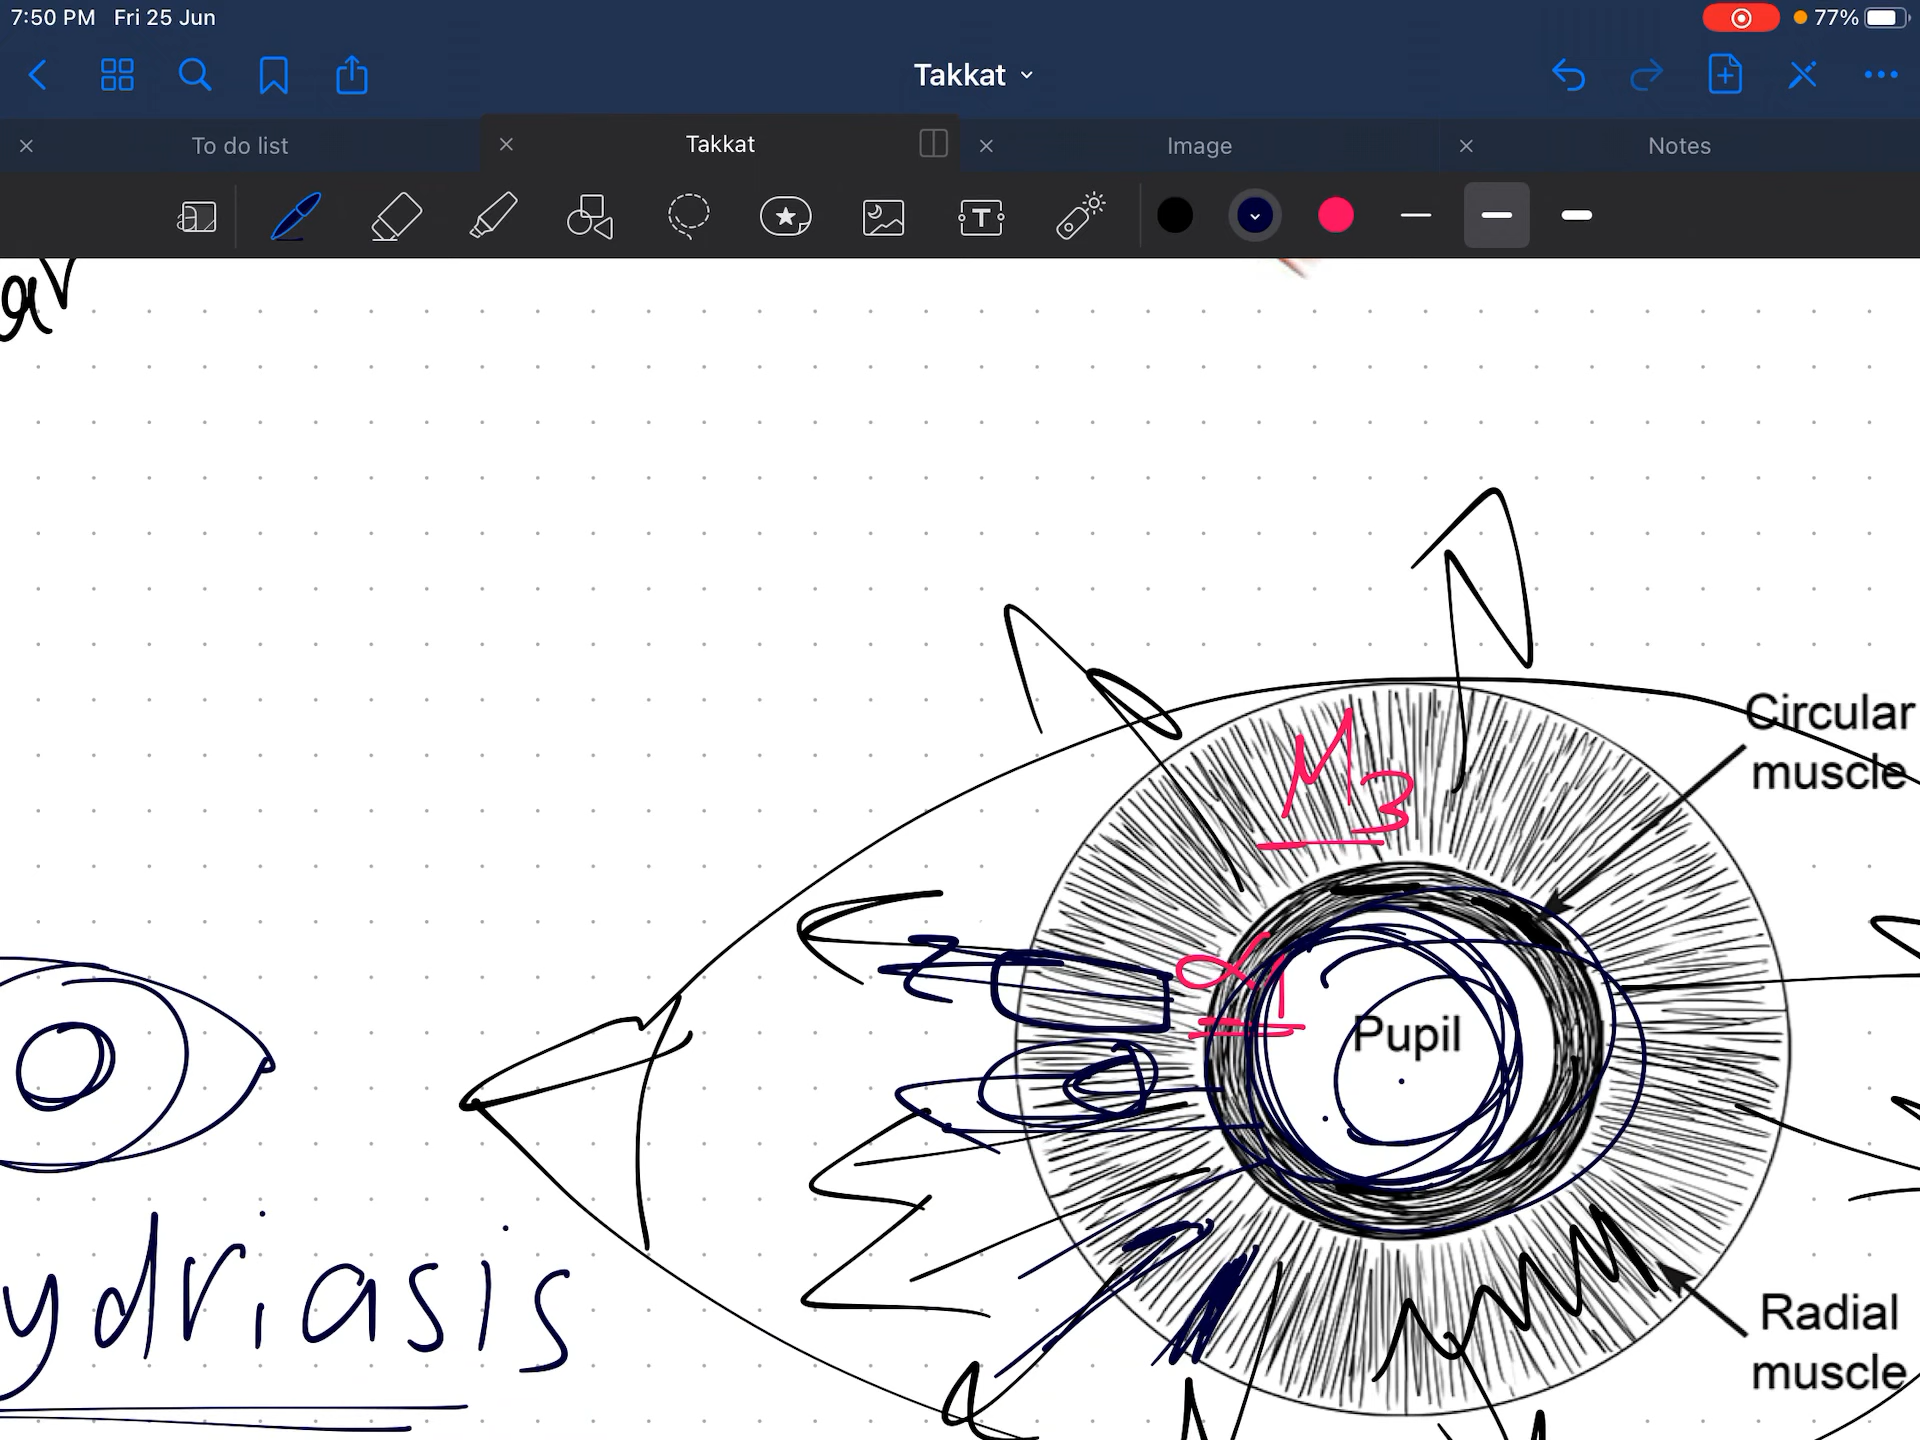 7:50 PM Fri 25 Jun
77%
Takkat
To do list
Takkat
Image
Notes
ar
Circular
muscle
M3
α1
Pupil
ydriasis
Radial
muscle